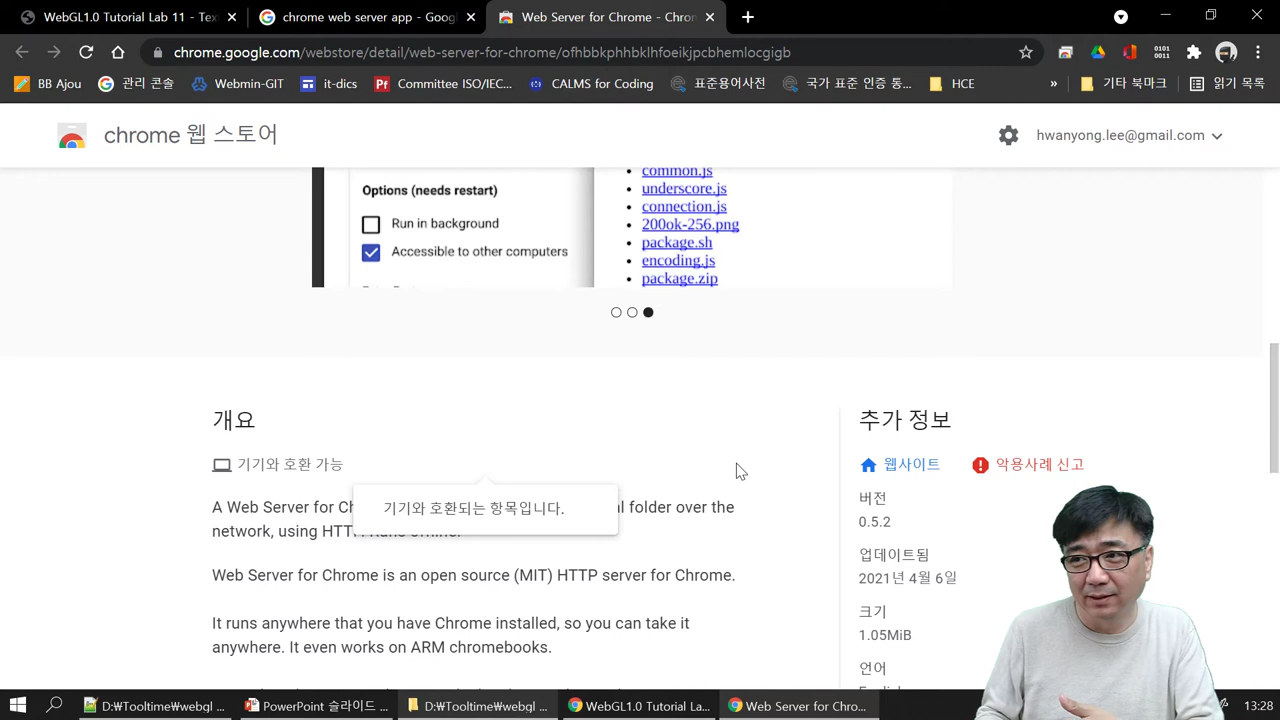 WebGL1.0 Tutorial Lab 11 - Tex
chrome web server app - Goog
Web Server for Chrome - Chron
chrome.google.com/webstore/detail/web-server-for-chrome/ofhbbkphhbklhfoeikjpcbhemlocgigb
0101
0011
BB Ajou
관리 콘솔
Webmin-GIT
it-dics
Committee ISO/IEC...
CALMS for Coding
표준용어사전
국가 표준 인증 통...
HCE
»
기타 북마크
읽기 목록
chrome 웹 스토어
hwanyong.lee@gmail.com
Options (needs restart)
Run in background
Accessible to other computers
common.js
underscore.js
connection.js
200ok-256.png
package.sh
encoding.js
package.zip
개요
기기와 호환 가능
기기와 호환되는 항목입니다.
A Web Server for Ch
al folder over the
network, using HTTP.
Web Server for Chrome is an open source (MIT) HTTP server for Chrome.
It runs anywhere that you have Chrome installed, so you can take it
anywhere. It even works on ARM chromebooks.
추가 정보
웹사이트
악용사례 신고
버전
0.5.2
업데이트됨
2021년 4월 6일
크기
1.05MiB
언어
D:₩Tooltime₩webgl ...
PowerPoint 슬라이드 ...
D:₩Tooltime₩webgl ...
WebGL1.0 Tutorial La...
Web Server for Chro...
13:28